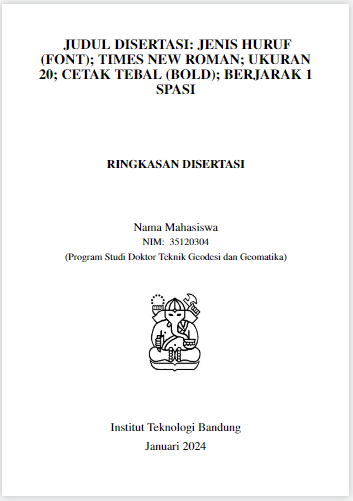 JUDUL DISERTASI: JENIS HURUF
(FONT); TIMES NEW ROMAN; UKURAN
20; CETAK TEBAL (BOLD); BERJARAK 1
SPASI
RINGKASAN DISERTASI
Nama Mahasiswa
NIM: 35120304
(Program Studi Doktor Teknik Geodesi dan Geomatika)
Institut Teknologi Bandung
Januari 2024